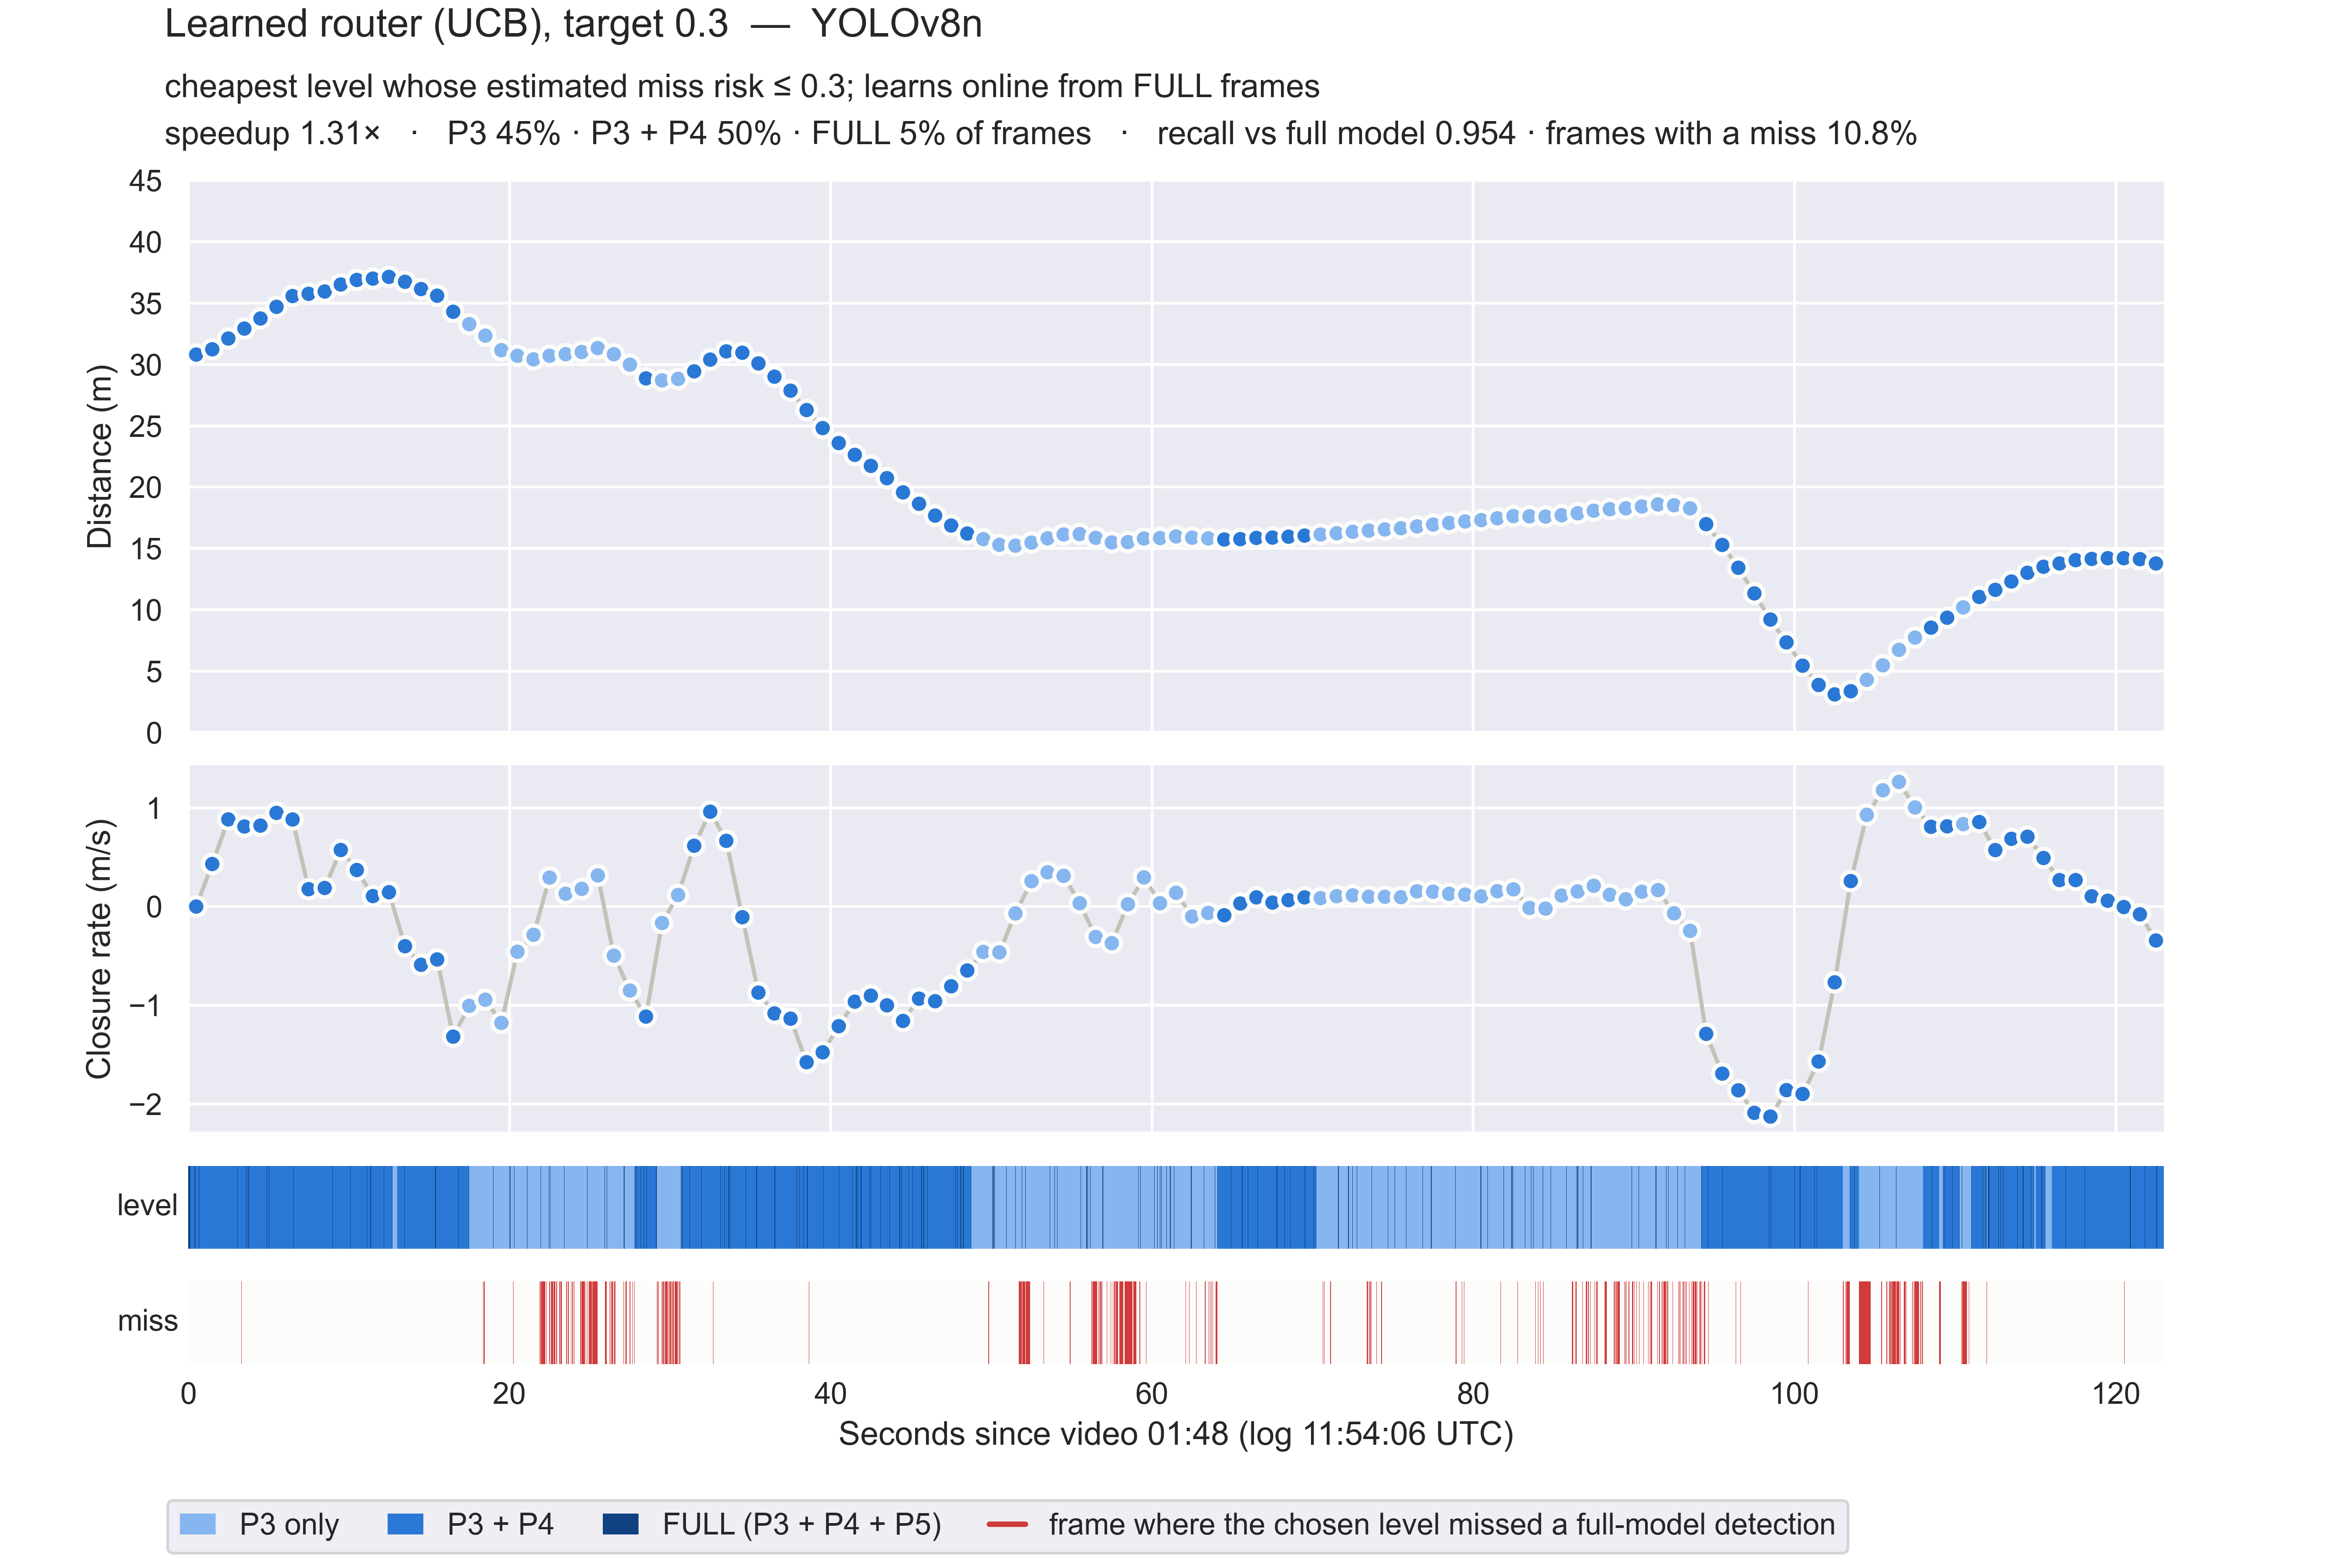 Learned router (UCB), target 0.3 — YOLOv8n
cheapest level whose estimated miss risk ≤ 0.3; learns online from FULL frames
speedup 1.31× · P3 45% · P3 + P4 50% · FULL 5% of frames · recall vs full model 0.954 · frames with a miss 10.8%
45
40
35
30
25
20
15
10
5
0
Distance (m)
1
0
−1
−2
Closure rate (m/s)
level
miss
0 20 40 60 80 100 120
Seconds since video 01:48 (log 11:54:06 UTC)
P3 only P3 + P4 FULL (P3 + P4 + P5) frame where the chosen level missed a full-model detection